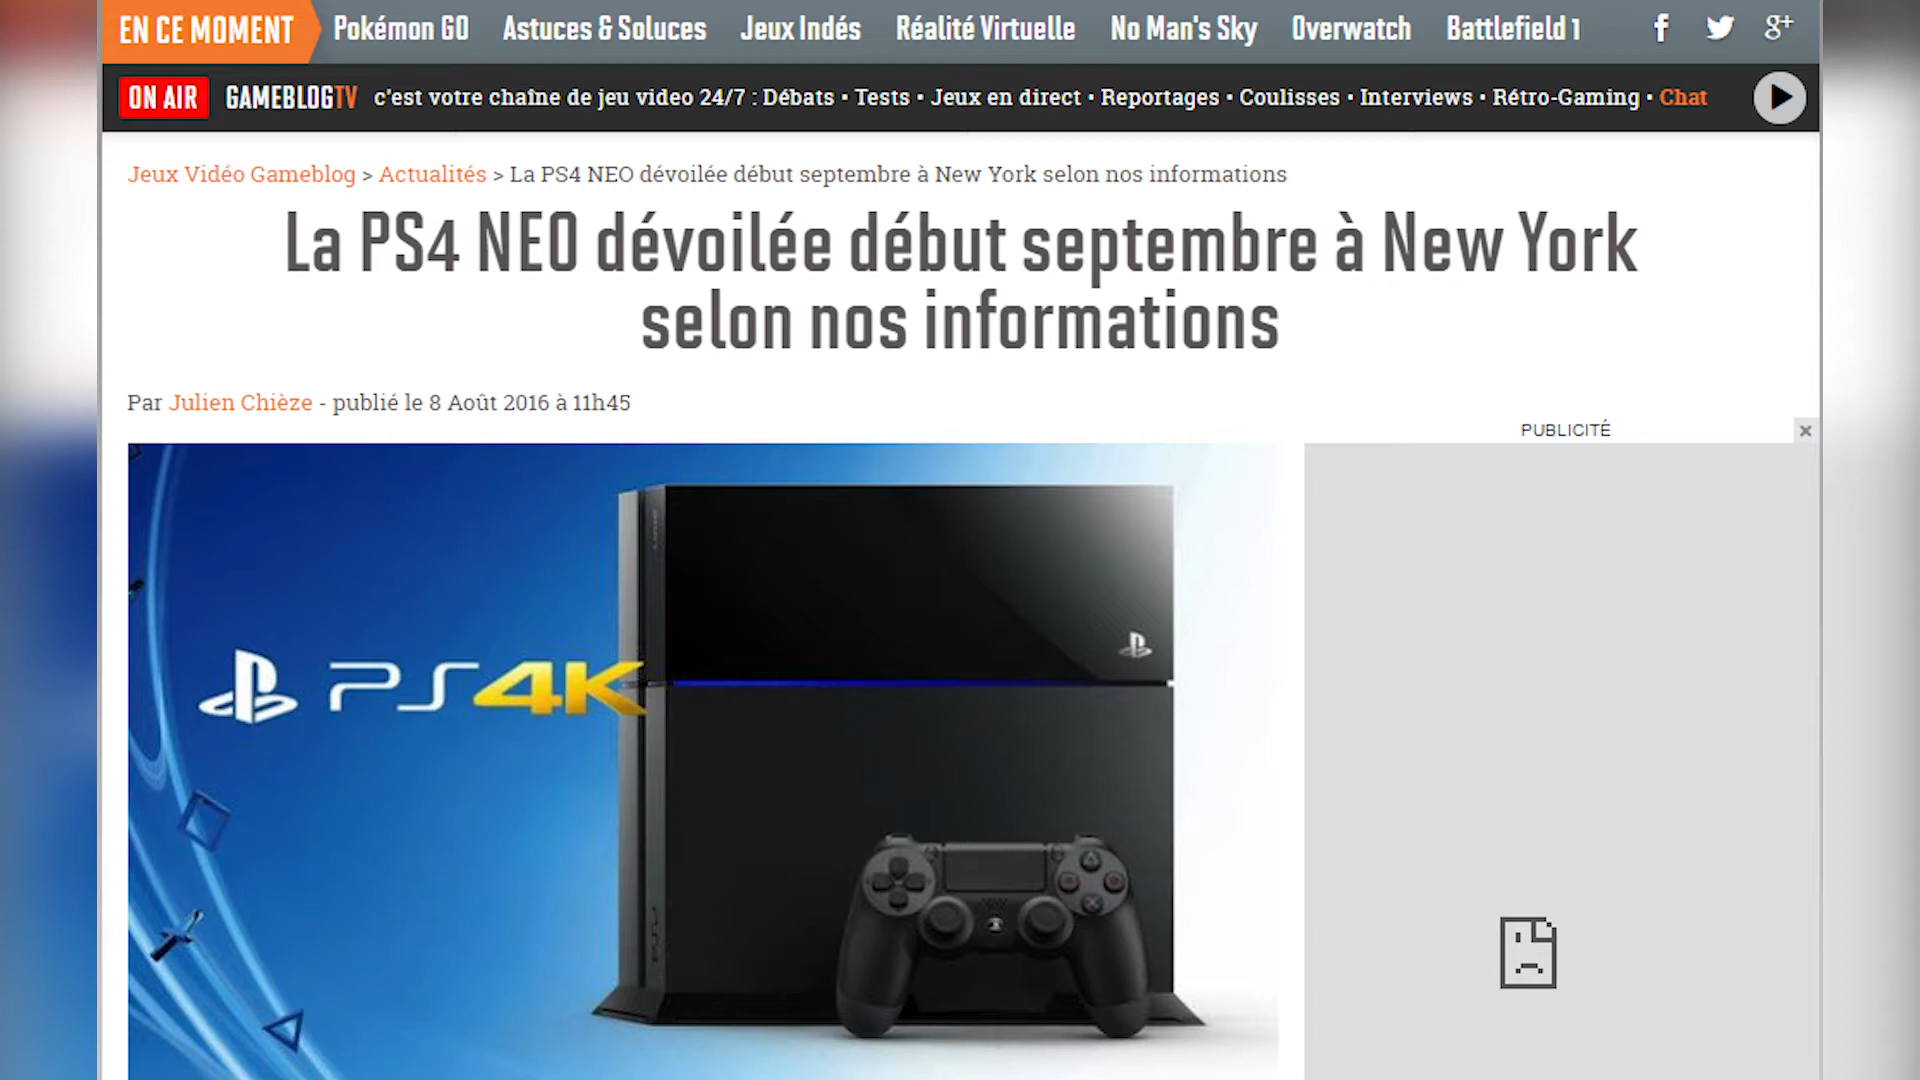 EN CE MOMENT Pokémon GO Astuces & Soluces Jeux Indés Réalité Virtuelle No Man's Sky Overwatch Battlefield 1 f g+
ON AIR GAMEBLOGTV c'est votre chaîne de jeu video 24/7 : Débats • Tests • Jeux en direct • Reportages • Coulisses • Interviews • Rétro-Gaming • Chat
Jeux Vidéo Gameblog > Actualités > La PS4 NEO dévoilée début septembre à New York selon nos informations
La PS4 NEO dévoilée début septembre à New York
selon nos informations
Par Julien Chièze - publié le 8 Août 2016 à 11h45
PUBLICITÉ
PS4K